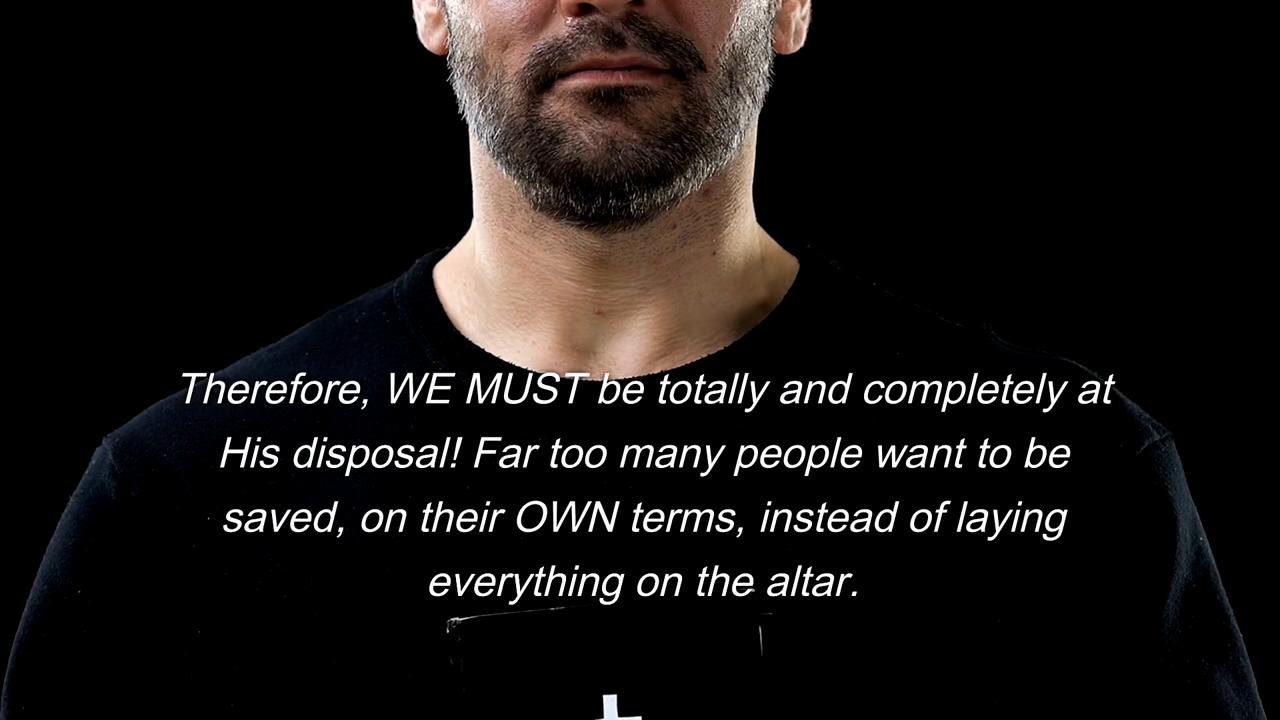 Therefore, WE MUST be totally and completely at
His disposal! Far too many people want to be
saved, on their OWN terms, instead of laying
everything on the altar.